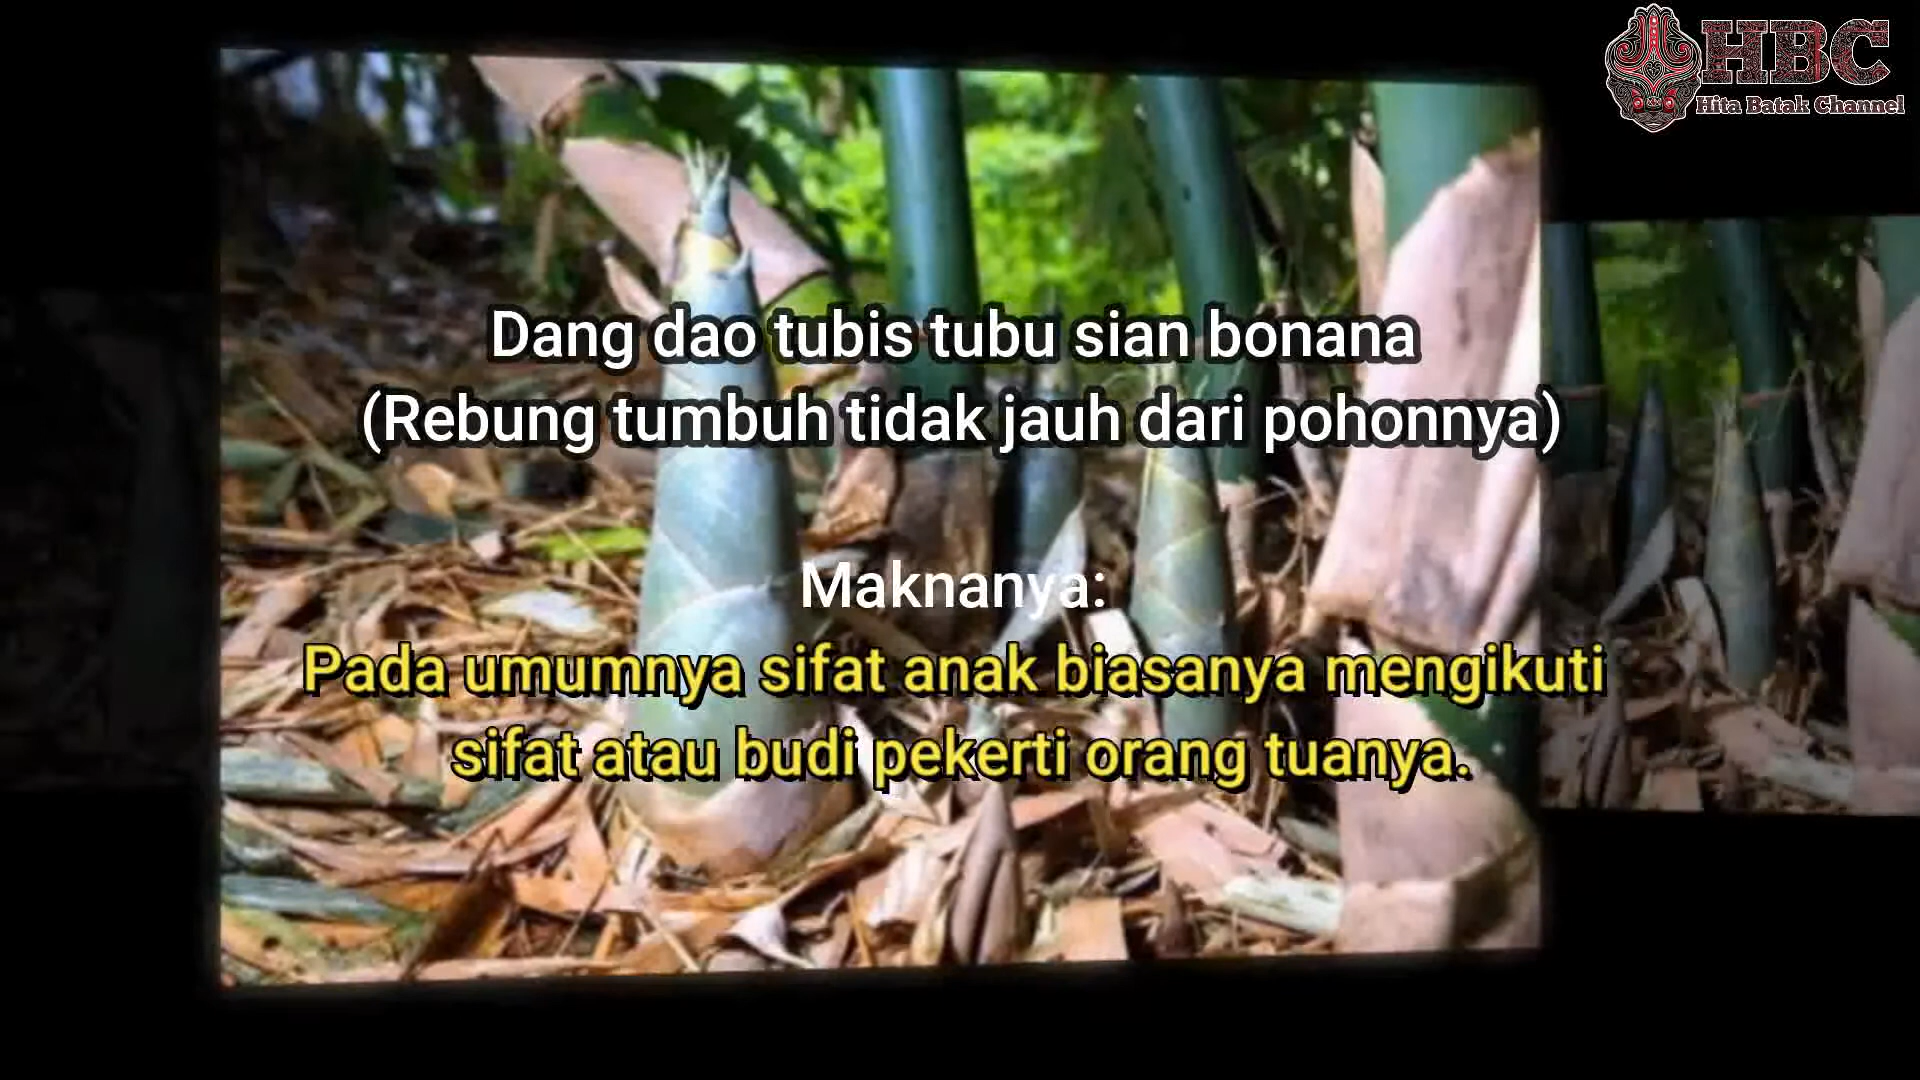 HBC
Hita Batak Channel
Dang dao tubis tubu sian bonana
(Rebung tumbuh tidak jauh dari pohonnya)
Maknanya:
Pada umumnya sifat anak biasanya mengikuti
sifat atau budi pekerti orang tuanya.